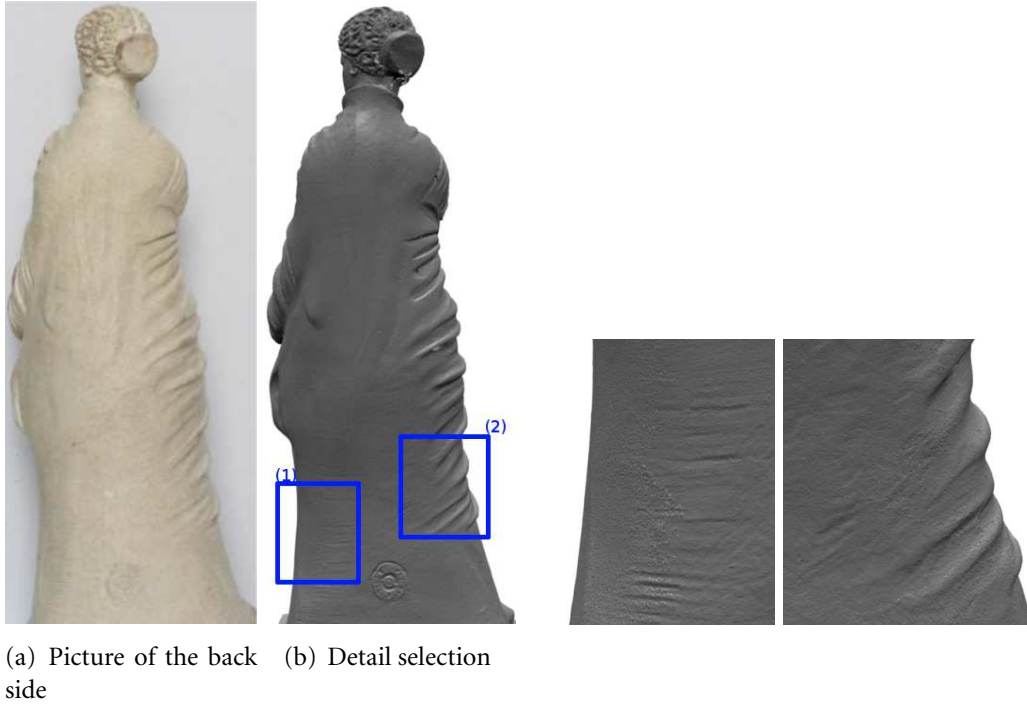 (2)
(1)
(a) Picture of the back
side
(b) Detail selection